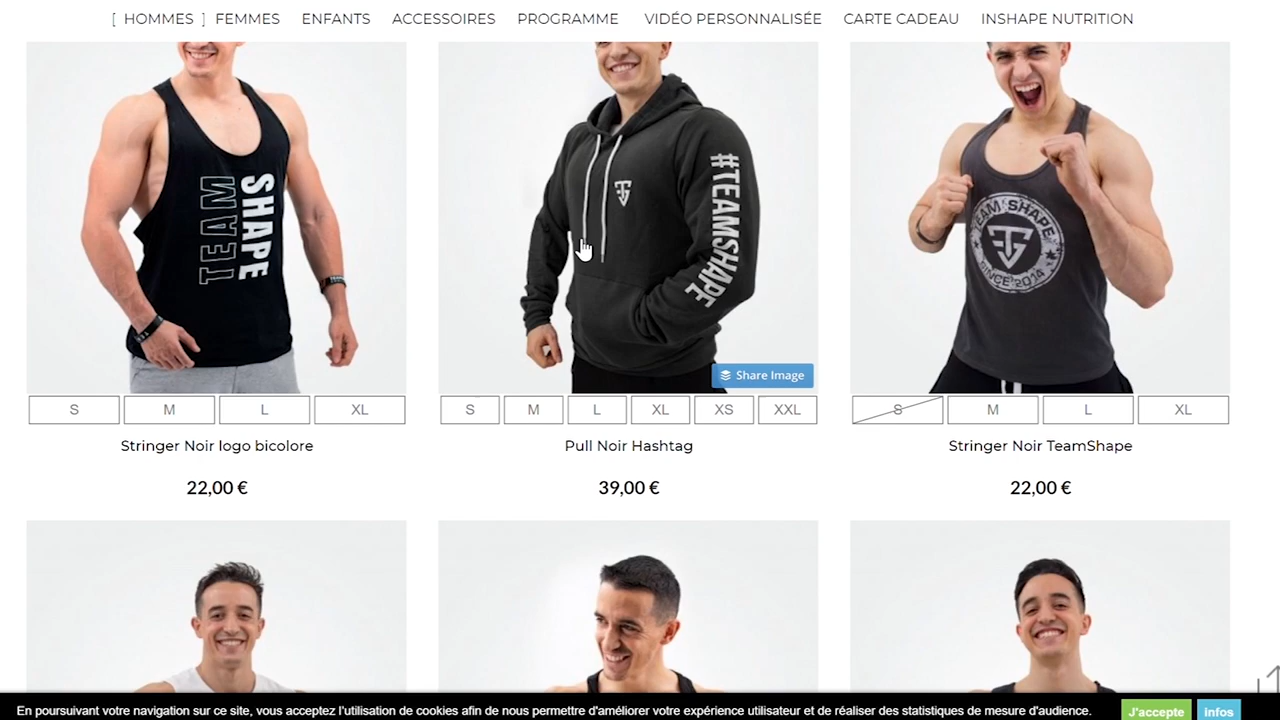 [ HOMMES ] FEMMES ENFANTS ACCESSOIRES PROGRAMME VIDÉO PERSONNALISÉE CARTE CADEAU INSHAPE NUTRITION
TEAM
SHAPE
#TEAMSHAPE
TEAM SHAPE
SINCE 2014
Share Image
S M L XL
S M L XL XS XXL
S M L XL
Stringer Noir logo bicolore
Pull Noir Hashtag
Stringer Noir TeamShape
22,00 €
39,00 €
22,00 €
En poursuivant votre navigation sur ce site, vous acceptez l'utilisation de cookies afin de nous permettre d'améliorer votre expérience utilisateur et de réaliser des statistiques de mesure d'audience. J'accepte infos